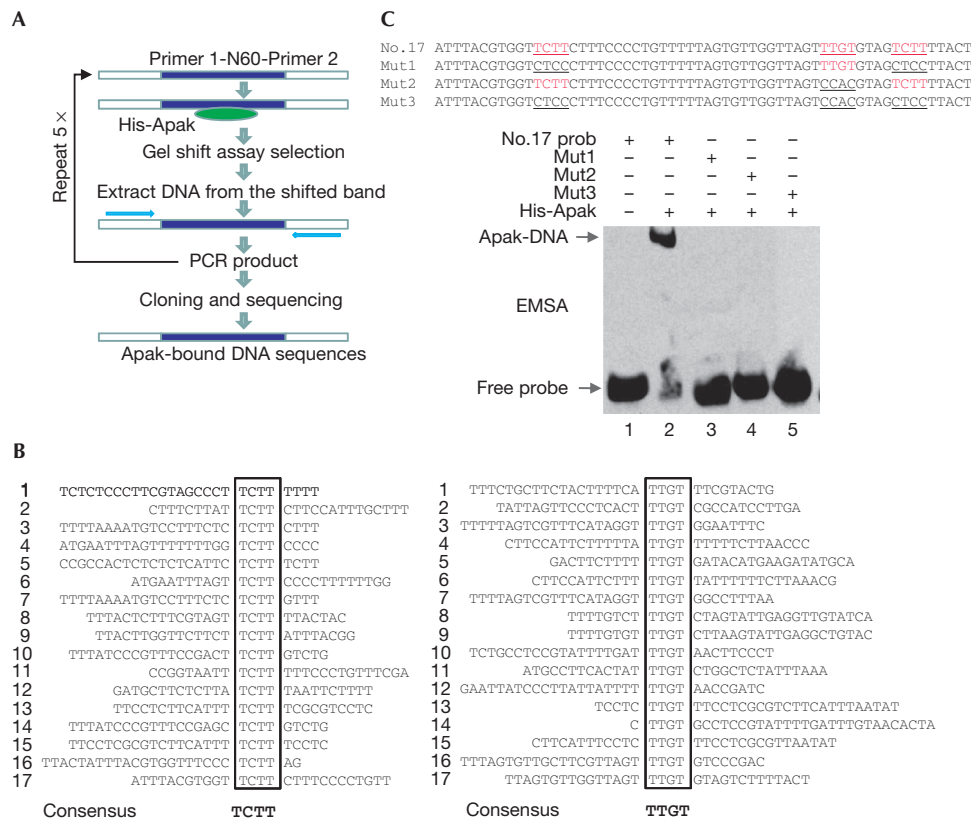 A
Primer 1-N60-Primer 2
His-Apak
Gel shift assay selection
Extract DNA from the shifted band
PCR product
Cloning and sequencing
Apak-bound DNA sequences
Repeat 5 ×
C
No.17 ATTTACGTGGTTCTTCTTTCCCCTGTTTTTAGTGTTGGTTAGTTTGTGTAGTCTTTTACT
Mut1 ATTTACGTGGTCTCCCTTTCCCCTGTTTTTAGTGTTGGTTAGTTTGTGTAGCTCCTTACT
Mut2 ATTTACGTGGTTCTTCTTTCCCCTGTTTTTAGTGTTGGTTAGTCCACGTAGTCTTTTACT
Mut3 ATTTACGTGGTCTCCCTTTCCCCTGTTTTTAGTGTTGGTTAGTCCACGTAGCTCCTTACT
No.17 prob + + – – –
Mut1 – – + – –
Mut2 – – – + –
Mut3 – – – – +
His-Apak – + + + +
Apak-DNA
EMSA
Free probe
1 2 3 4 5
B
1 TCTCTCCCTTCGTAGCCCT TCTT TTTT
2 CTTTCTTAT TCTT CTTCCATTTGCTTT
3 TTTTAAAATGTCCTTTCTC TCTT CTTT
4 ATGAATTTAGTTTTTTTGG TCTT CCCC
5 CCGCCACTCTCTCTCATTC TCTT TCTT
6 ATGAATTTAGT TCTT CCCCTTTTTTGG
7 TTTTAAAATGTCCTTTCTC TCTT GTTT
8 TTTACTCTTTCGTAGT TCTT TTACTAC
9 TTACTTGGTTCTTCT TCTT ATTTACGG
10 TTTATCCCGTTTCCGACT TCTT GTCTG
11 CCGGTAATT TCTT TTTCCCTGTTTCGA
12 GATGCTTCTCTTA TCTT TAATTCTTTT
13 TTCCTCTTCATTT TCTT TCGCGTCCTC
14 TTTATCCCGTTTCCGAGC TCTT GTCTG
15 TTCCTCGCGTCTTCATTT TCTT TCCTC
16 TTACTATTTACGTGGTTTCCC TCTT AG
17 ATTTACGTGGT TCTT CTTTCCCCTGTT
Consensus TCTT
1 TTTCTGCTTCTACTTTTCA TTGT TTCGTACTG
2 TATTAGTTCCCTCACT TTGT CGCCATCCTTGA
3 TTTTTAGTCGTTTCATAGGT TTGT GGAATTTC
4 CTTCCATTCTTTTTA TTGT TTTTTCTTAACCC
5 GACTTCTTTT TTGT GATACATGAAGATATGCA
6 CTTCCATTCTTT TTGT TATTTTTTCTTAAACG
7 TTTTAGTCGTTTCATAGGT TTGT GGCCTTTAA
8 TTTTGTCT TTGT CTAGTATTGAGGTTGTATCA
9 TTTTGTGT TTGT CTTAAGTATTGAGGCTGTAC
10 TCTGCCTCCGTATTTTGAT TTGT AACTTCCCT
11 ATGCCTTCACTAT TTGT CTGGCTCTATTTAAA
12 GAATTATCCCTTATTATTTT TTGT AACCGATC
13 TCCTC TTGT TTCCTCGCGTCTTCATTTAATAT
14 C TTGT GCCTCCGTATTTTGATTTGTAACACTA
15 CTTCATTTCCTC TTGT TTCCTCGCGTTAATAT
16 TTTAGTGTTGCTTCGTTAGT TTGT GTCCCGAC
17 TTAGTGTTGGTTAGT TTGT GTAGTCTTTTACT
Consensus TTGT